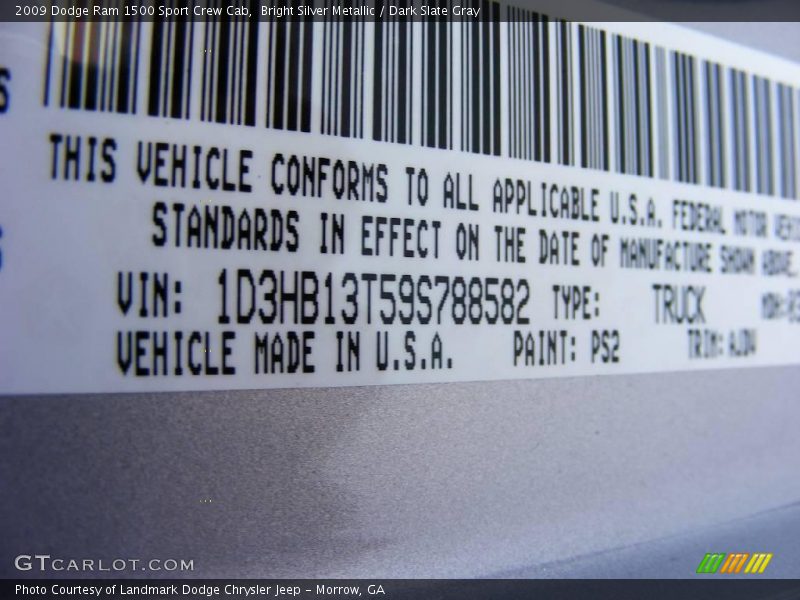 2009 Dodge Ram 1500 Sport Crew Cab, Bright Silver Metallic / Dark Slate Gray
THIS VEHICLE CONFORMS TO ALL APPLICABLE U.S.A. FEDERAL MOTOR
STANDARDS IN EFFECT ON THE DATE OF MANUFACTURE SHOWN ABOVE.
VIN: 1D3HB13T59S788582 TYPE: TRUCK
VEHICLE MADE IN U.S.A. PAINT: PS2 TRIM: AJDV
GTCARLOT.COM
Photo Courtesy of Landmark Dodge Chrysler Jeep - Morrow, GA